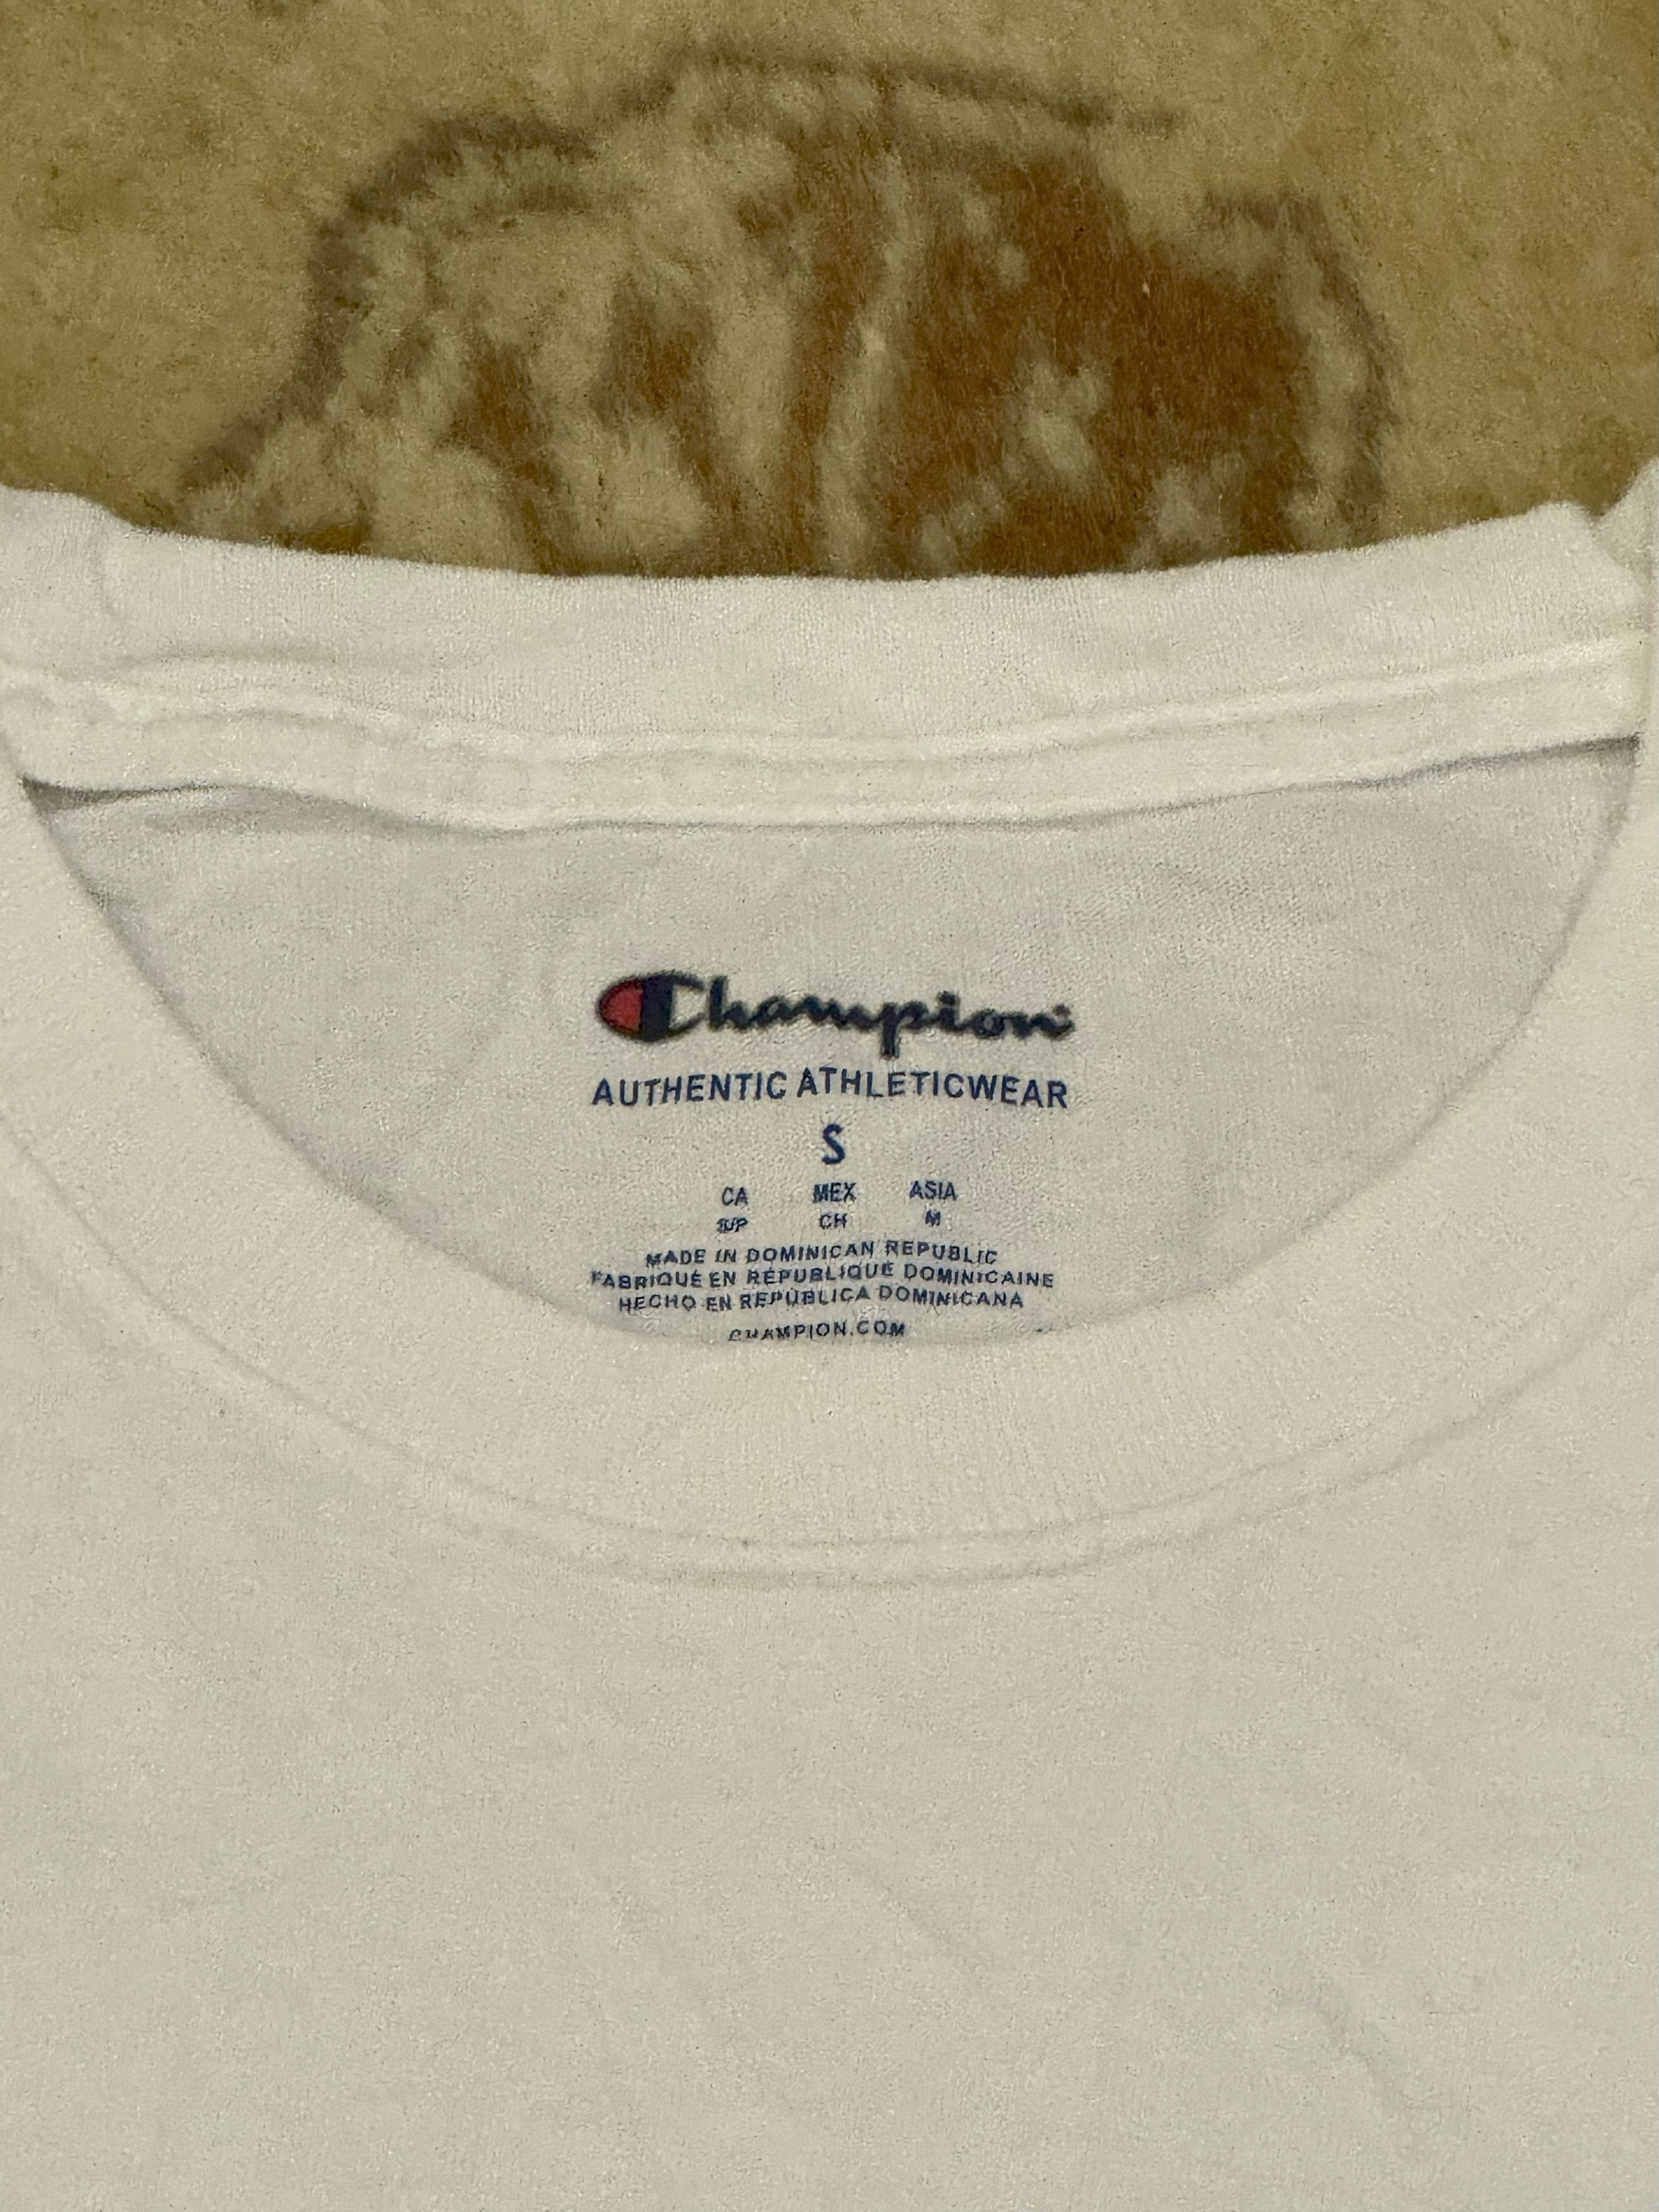 Champion
AUTHENTIC ATHLETICWEAR
S
CA MEX ASIA
S/P CH M
MADE IN DOMINICAN REPUBLIC
FABRIQUÉ EN RÉPUBLIQUE DOMINICAINE
HECHO EN REPÚBLICA DOMINICANA
CHAMPION.COM